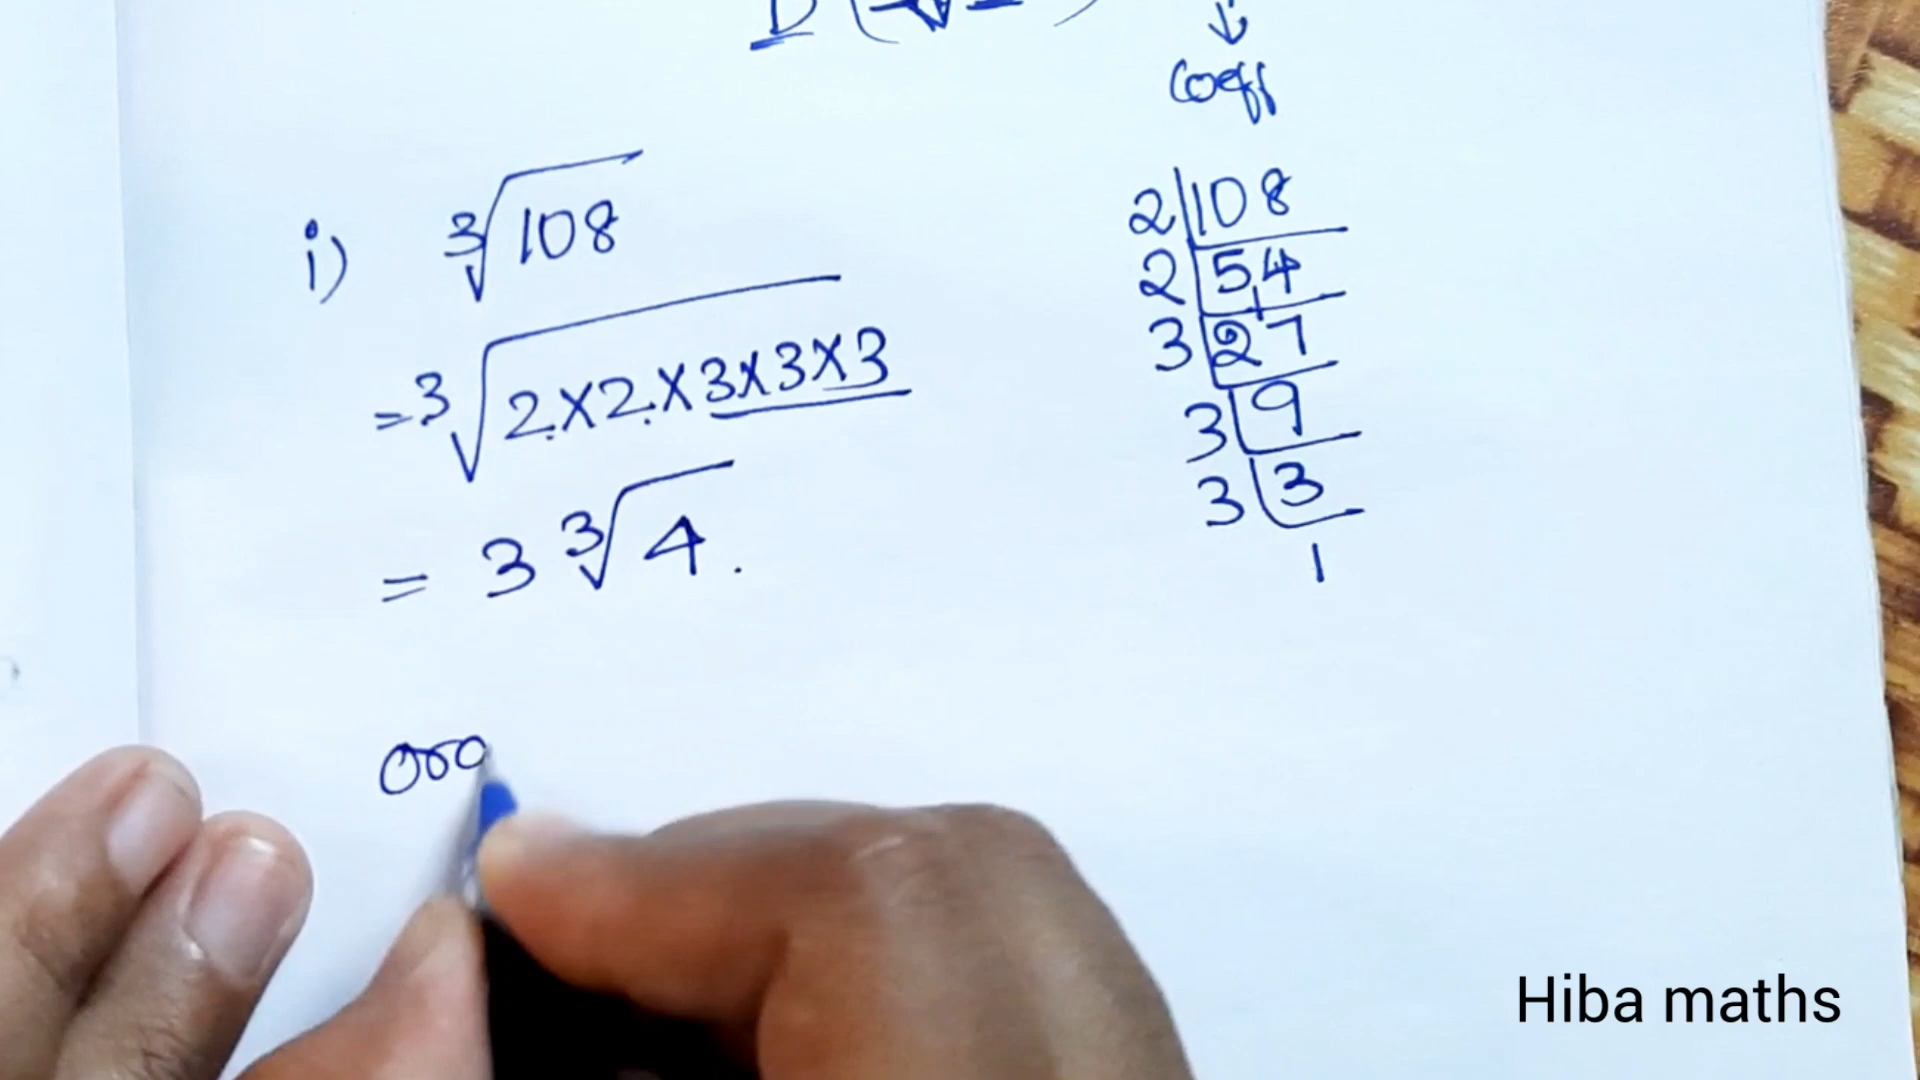 Coeff
i) ∛108
= ∛2×2×3×3×3
= 3 ∛4 .
2 108
2 54
3 27
3 9
3 3
1
Hiba maths